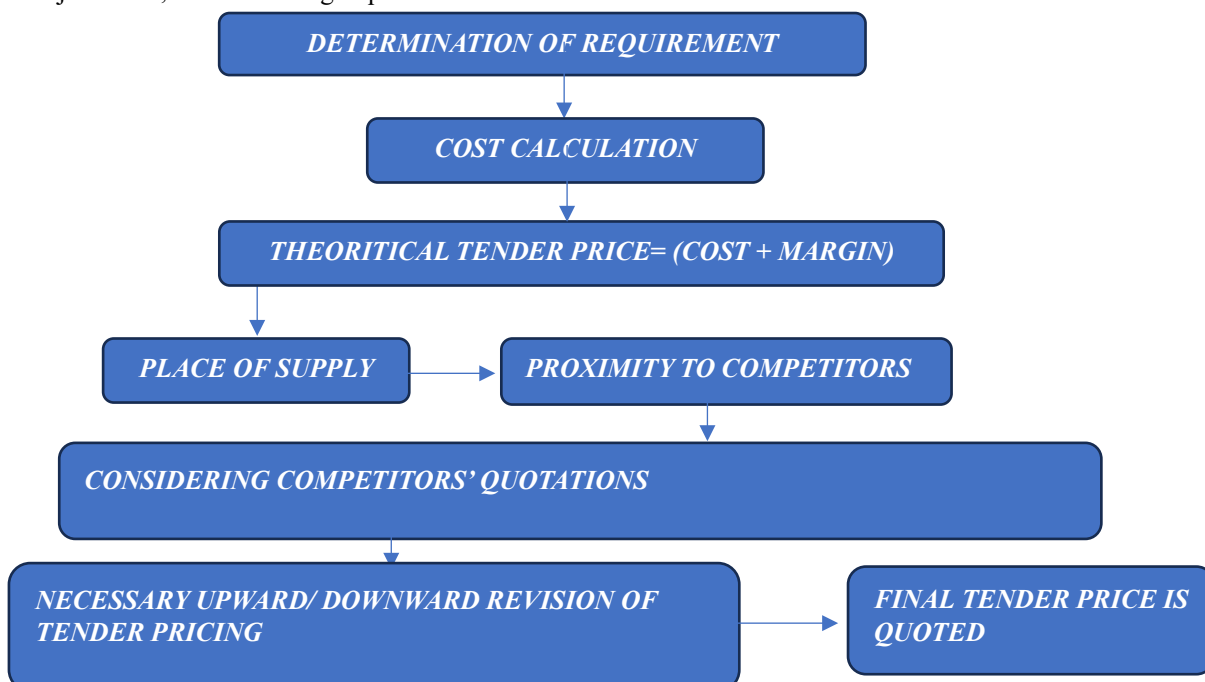 DETERMINATION OF REQUIREMENT
COST CALCULATION
THEORITICAL TENDER PRICE= (COST + MARGIN)
PLACE OF SUPPLY
PROXIMITY TO COMPETITORS
CONSIDERING COMPETITORS’ QUOTATIONS
NECESSARY UPWARD/ DOWNWARD REVISION OF
TENDER PRICING
FINAL TENDER PRICE IS
QUOTED